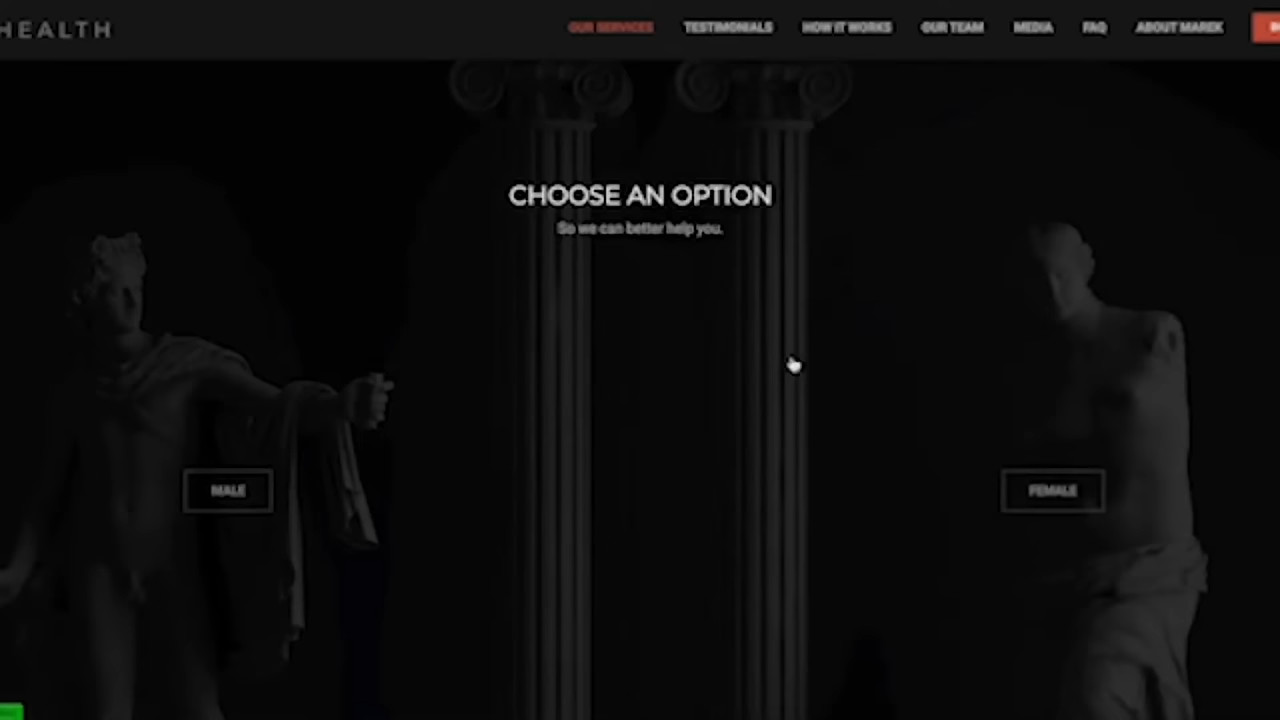 HEALTH
OUR SERVICES
TESTIMONIALS
HOW IT WORKS
OUR TEAM
MEDIA
FAQ
ABOUT MAREK
CHOOSE AN OPTION
So we can better help you.
MALE
FEMALE